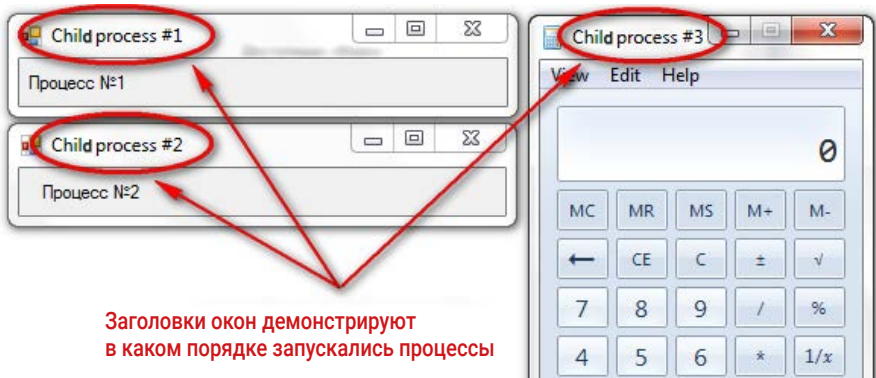 Child process #1
Процесс №1
Child process #2
Процесс №2
Заголовки окон демонстрируют
в каком порядке запускались процессы
Child process #3
View Edit Help
0
MC MR MS M+ M-
← CE C ± √
7 8 9 / %
4 5 6 * 1/x